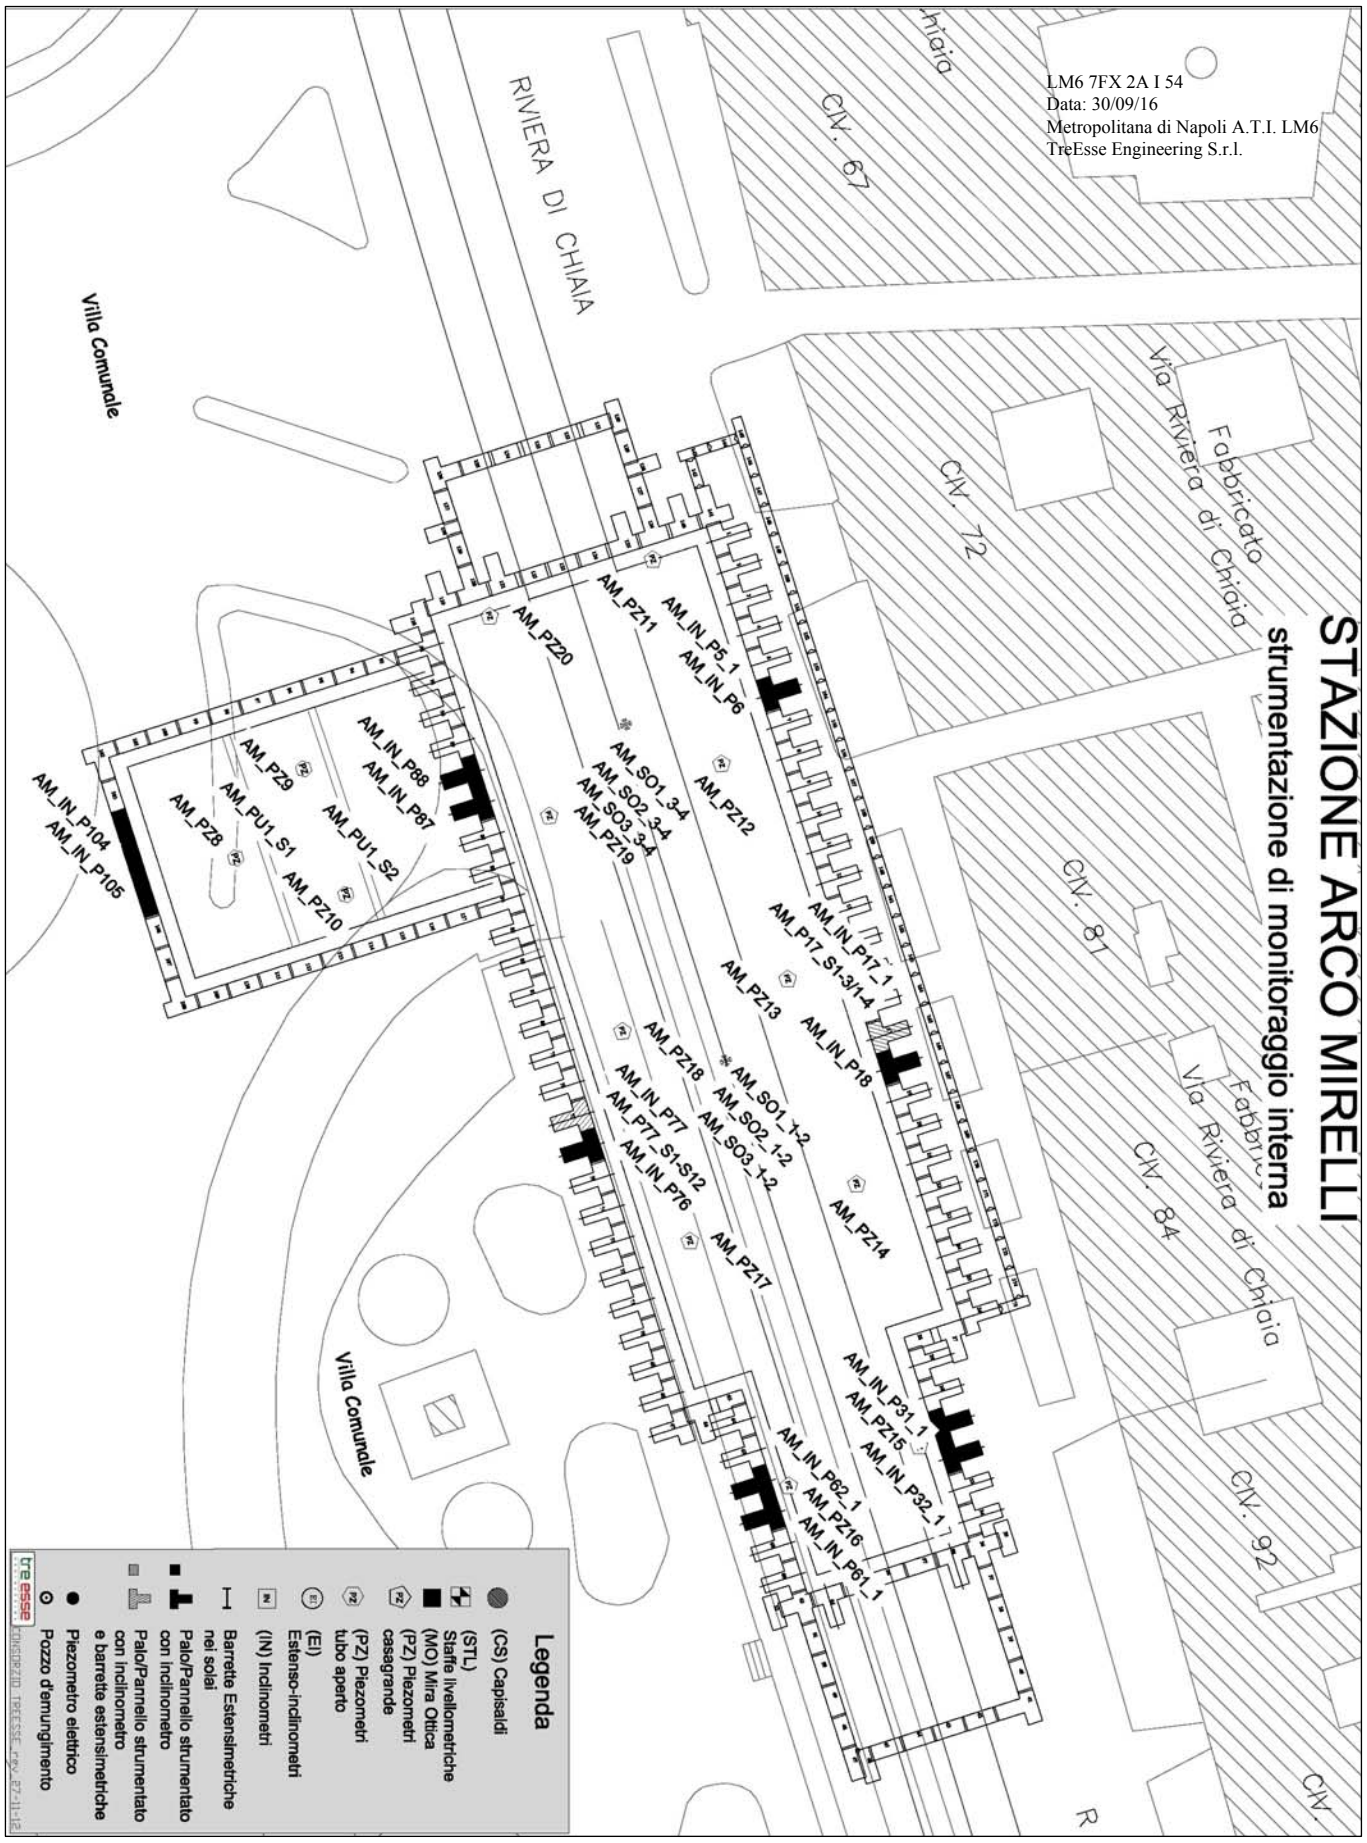 LM6 7FX 2A I 54
Data: 30/09/16
Metropolitana di Napoli A.T.I. LM6
TreEsse Engineering S.r.l.
STAZIONE ARCO MIRELLI
strumentazione di monitoraggio interna
hiaia
CIV. 67
RIVIERA DI CHIAIA
Villa Comunale
Fabbricato
Via Riviera di Chiaia
CIV. 72
CIV. 81
Via Riviera di Chiaia
CIV. 84
CIV. 92
CIV.
R
Villa Comunale
AM_PZ11
AM_IN_P5_1
AM_IN_P6
AM_PZ20
AM_SO1_3-4
AM_SO2_3-4
AM_SO3_3-4
AM_PZ19
AM_PZ12
AM_IN_P88
AM_IN_P87
AM_PZ9
AM_PU1_S1
AM_PZ8
AM_PU1_S2
AM_PZ10
AM_IN_P104
AM_IN_P105
AM_IN_P17_1
AM_P17_S1-3/1-4
AM_PZ13
AM_IN_P18
AM_PZ18
AM_SO1_1-2
AM_SO2_1-2
AM_SO3_1-2
AM_IN_P77
AM_P77_S1-S12
AM_IN_P76
AM_PZ14
AM_PZ17
AM_IN_P31_1
AM_PZ15
AM_IN_P32_1
AM_IN_P62_1
AM_PZ16
AM_IN_P61_1
Legenda
(CS) Capisaldi
(STL)
Staffe livellometriche
(MO) Mira Ottica
(PZ) Piezometri
casagrande
(PZ) Piezometri
tubo aperto
(EI)
Estenso-inclinometri
(IN) Inclinometri
Barrette Estensimetriche
nei solai
Palo/Pannello strumentato
con inclinometro
Palo/Pannello strumentato
con inclinometro
e barrette estensimetriche
Piezometro elettrico
Pozzo d'emungimento
tre esse
CONSORZIO TREESSE_rev_27-11-12